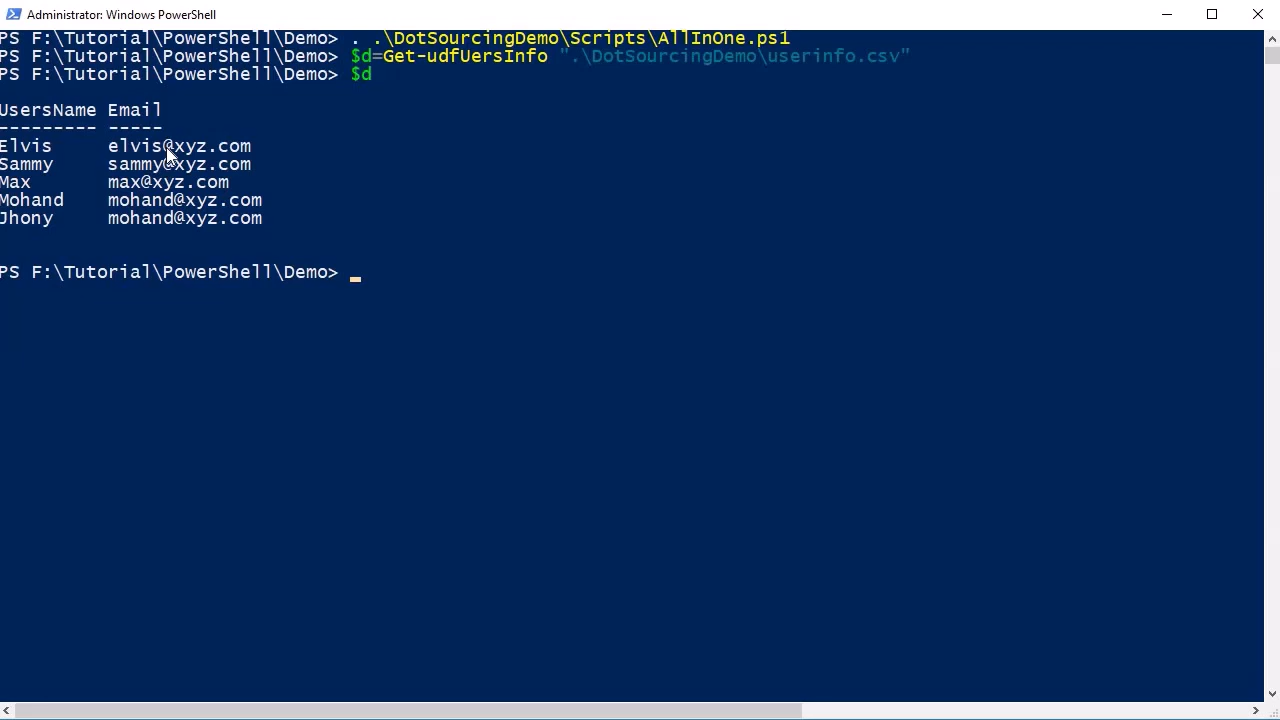 Administrator: Windows PowerShell
PS F:\Tutorial\PowerShell\Demo> . .\DotSourcingDemo\Scripts\AllInOne.ps1
PS F:\Tutorial\PowerShell\Demo> $d=Get-udfUersInfo ".\DotSourcingDemo\userinfo.csv"
PS F:\Tutorial\PowerShell\Demo> $d
UsersName Email
--------- -----
Elvis     elvis@xyz.com
Sammy     sammy@xyz.com
Max       max@xyz.com
Mohand    mohand@xyz.com
Jhony     mohand@xyz.com
PS F:\Tutorial\PowerShell\Demo>